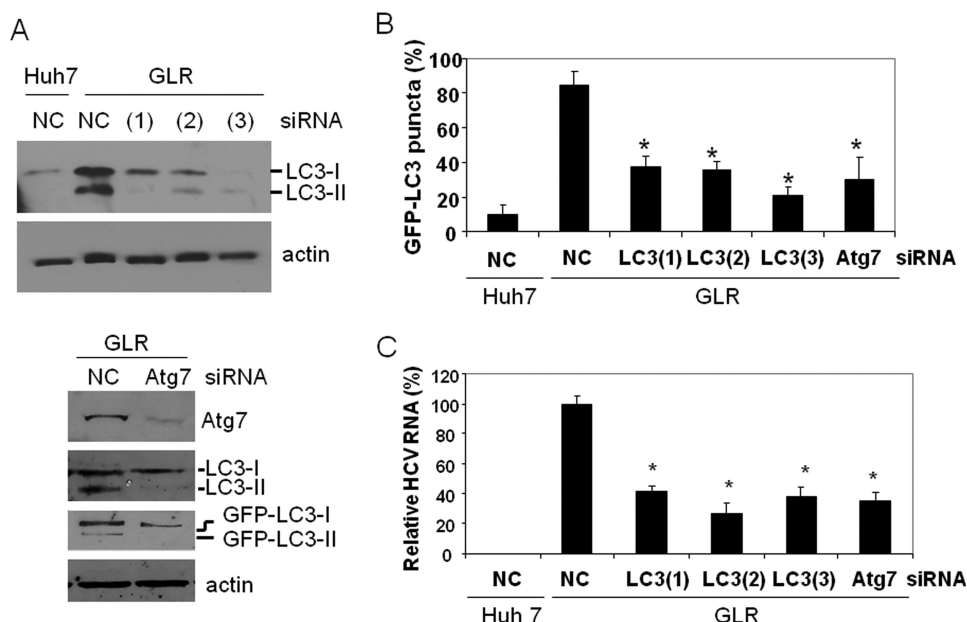 A
Huh7 GLR
NC NC (1) (2) (3) siRNA
LC3-I
LC3-II
actin
GLR
NC Atg7 siRNA
Atg7
LC3-I
LC3-II
GFP-LC3-I
GFP-LC3-II
actin
B
GFP-LC3 puncta (%)
100
80
60
40
20
0
* * * *
NC NC LC3(1) LC3(2) LC3(3) Atg7 siRNA
Huh7 GLR
C
Relative HCV RNA (%)
120
100
80
60
40
20
0
* * * *
NC NC LC3(1) LC3(2) LC3(3) Atg7 siRNA
Huh 7 GLR